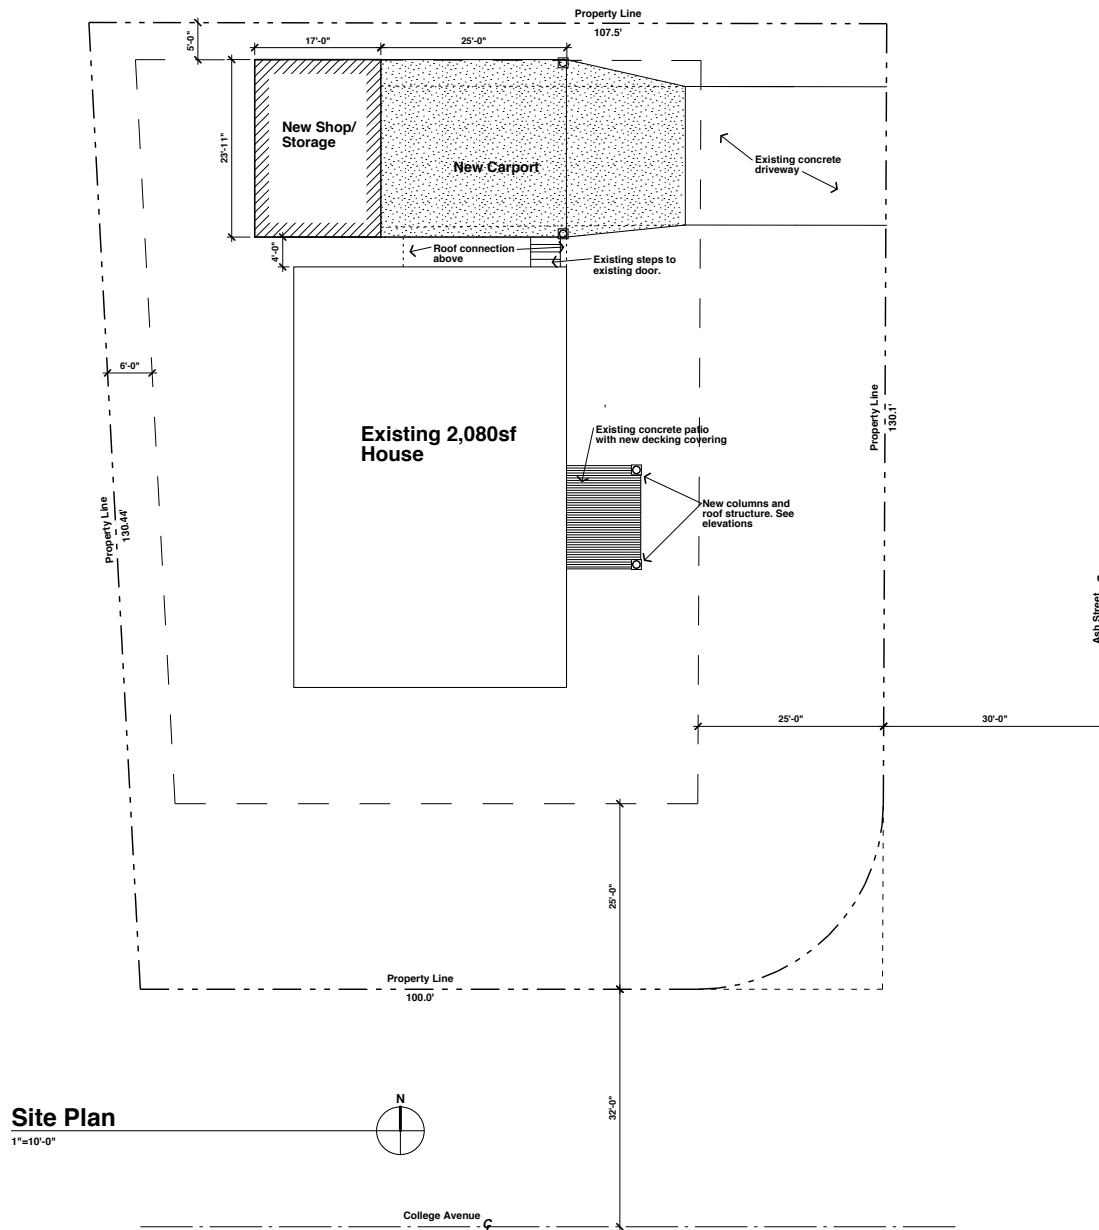 Property Line
107.5'
5'-0"
17'-0"
25'-0"
23'-11"
New Shop/
Storage
New Carport
Existing concrete
driveway
4'-0"
Roof connection
above
Existing steps to
existing door.
6'-0"
Property Line
130.1'
Existing 2,080sf
House
Existing concrete patio
with new decking covering
Property Line
130.44'
New columns and
roof structure. See
elevations
Ash Street
25'-0"
30'-0"
25'-0"
Property Line
100.0'
32'-0"
Site Plan
1"=10'-0"
N
College Avenue